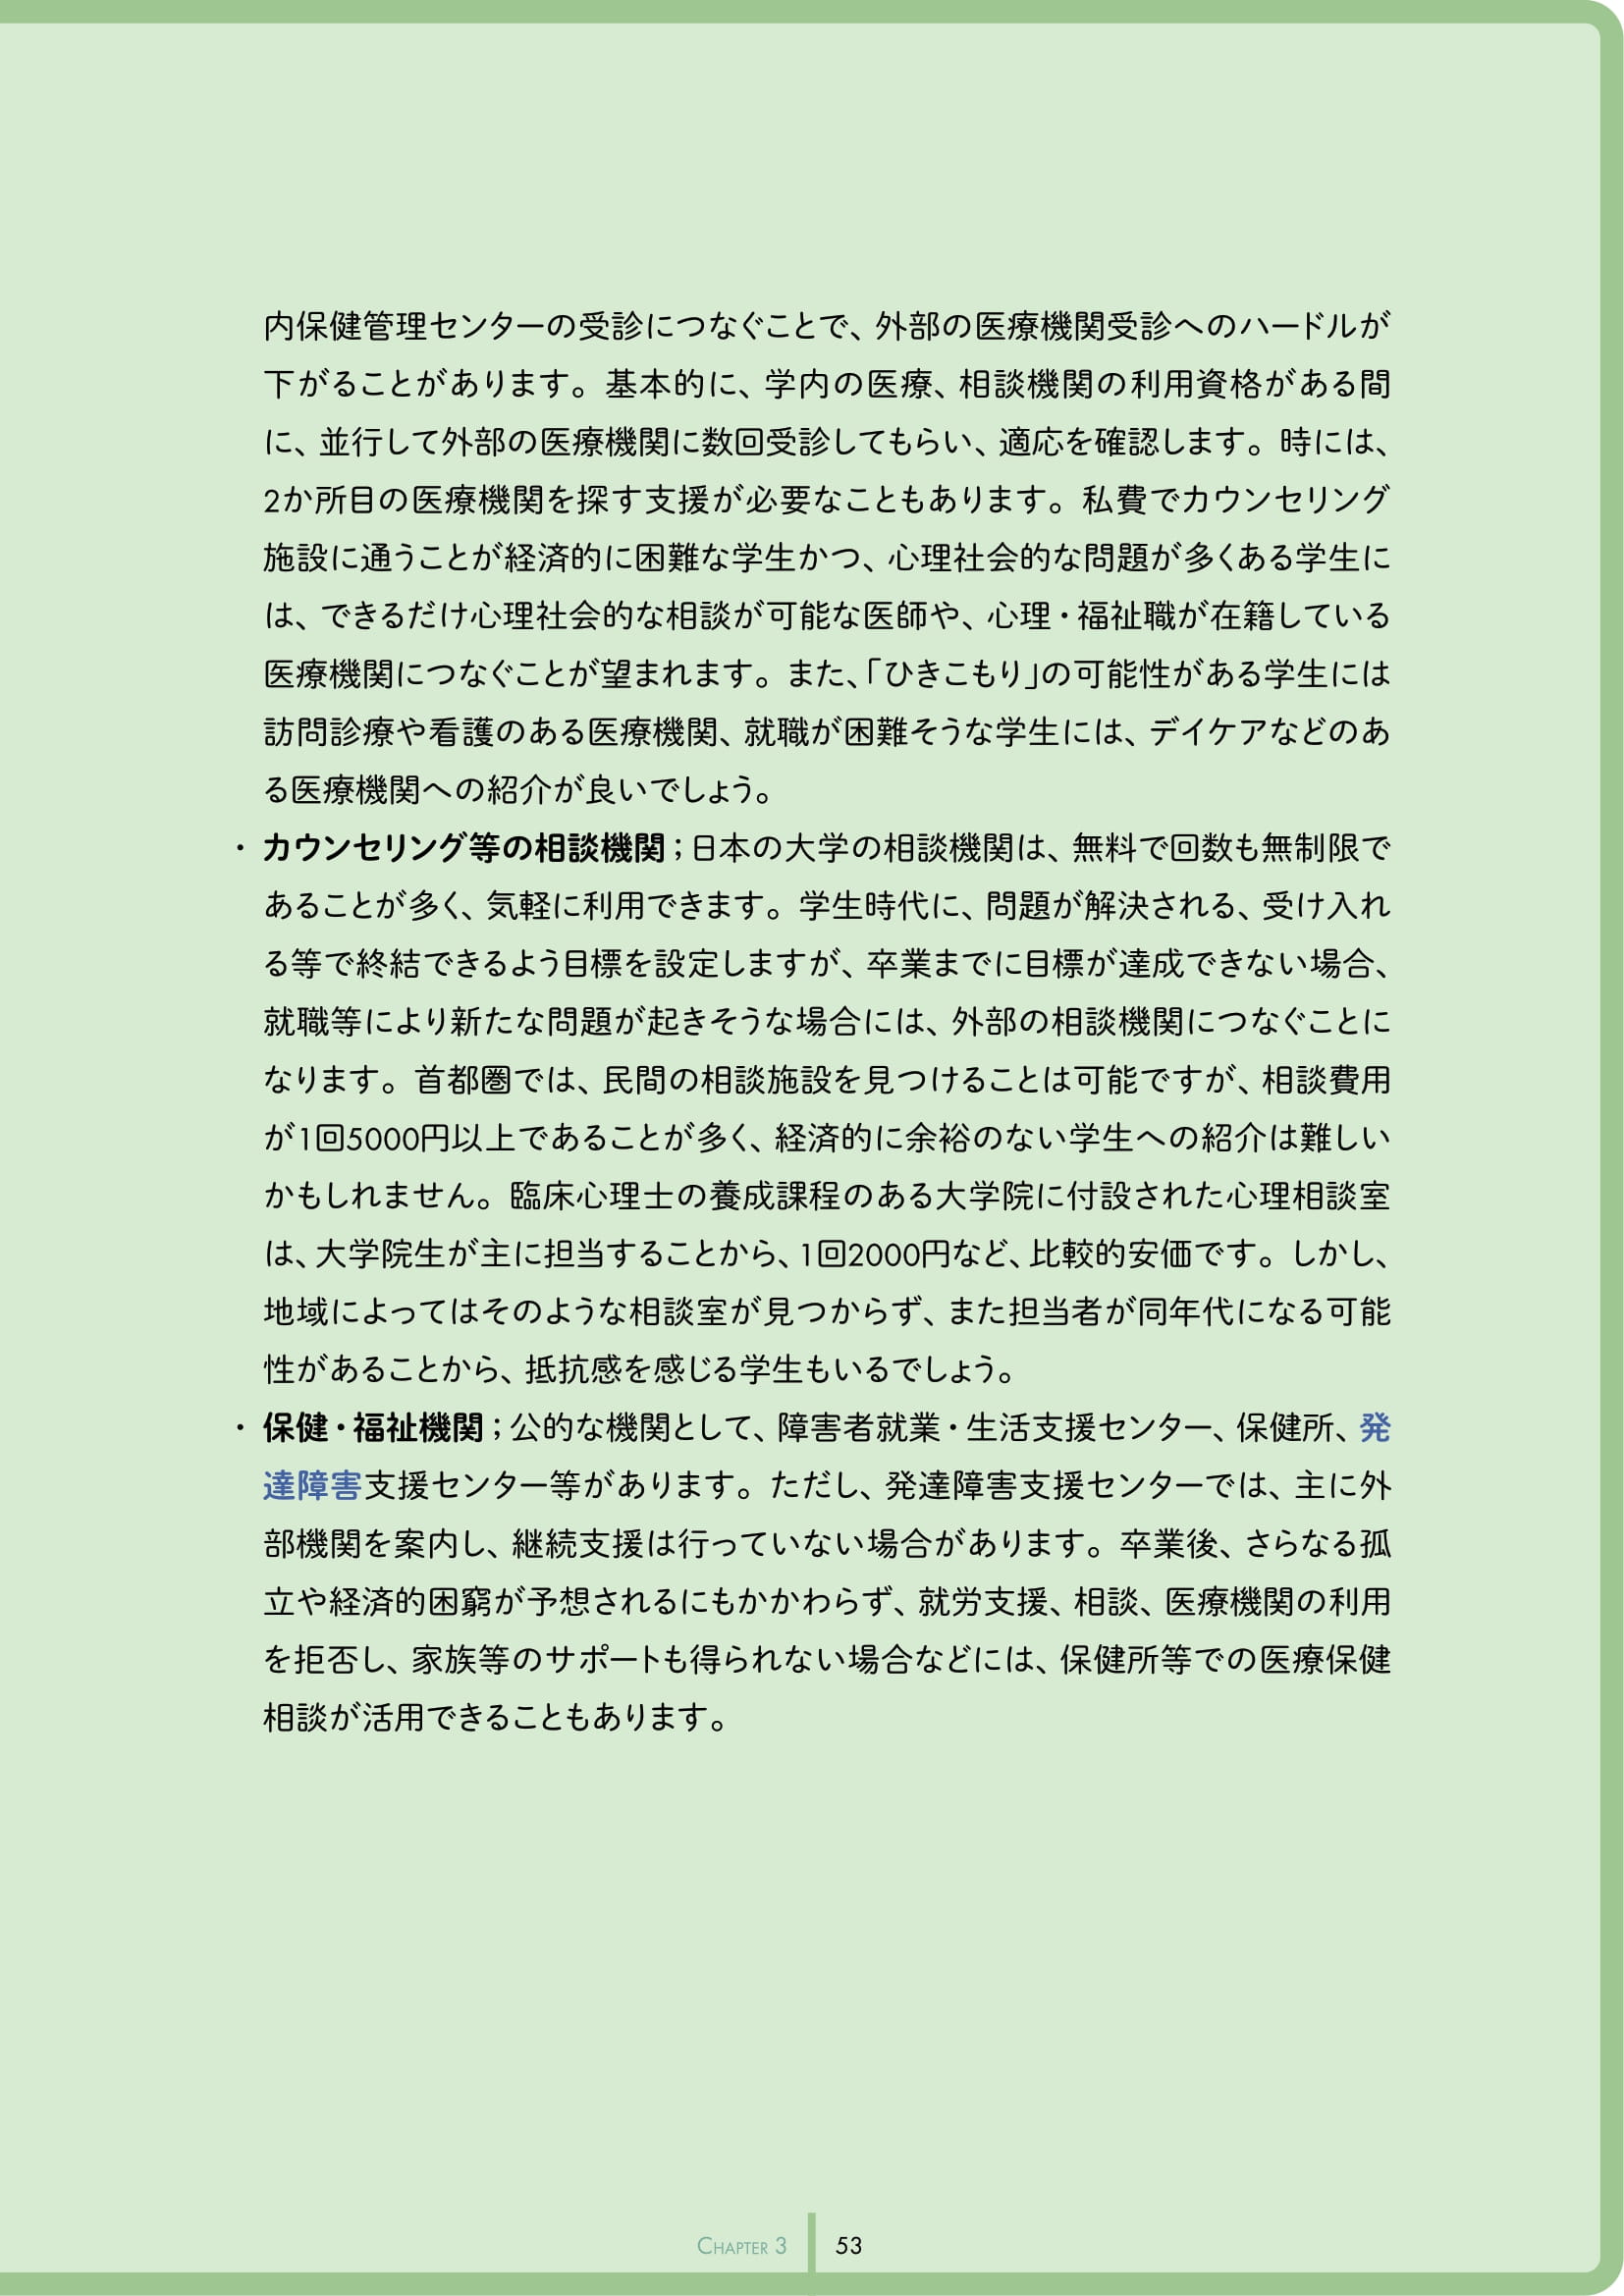 内保健管理センターの受診につなぐことで、外部の医療機関受診へのハードルが
下がることがあります。基本的に、学内の医療、相談機関の利用資格がある間
に、並行して外部の医療機関に数回受診してもらい、適応を確認します。時には、
2か所目の医療機関を探す支援が必要なこともあります。私費でカウンセリング
施設に通うことが経済的に困難な学生かつ、心理社会的な問題が多くある学生に
は、できるだけ心理社会的な相談が可能な医師や、心理・福祉職が在籍している
医療機関につなぐことが望まれます。また、「ひきこもり」の可能性がある学生には
訪問診療や看護のある医療機関、就職が困難そうな学生には、デイケアなどのあ
る医療機関への紹介が良いでしょう。
・ カウンセリング等の相談機関；日本の大学の相談機関は、無料で回数も無制限で
あることが多く、気軽に利用できます。学生時代に、問題が解決される、受け入れ
る等で終結できるよう目標を設定しますが、卒業までに目標が達成できない場合、
就職等により新たな問題が起きそうな場合には、外部の相談機関につなぐことに
なります。首都圏では、民間の相談施設を見つけることは可能ですが、相談費用
が1回5000円以上であることが多く、経済的に余裕のない学生への紹介は難しい
かもしれません。臨床心理士の養成課程のある大学院に付設された心理相談室
は、大学院生が主に担当することから、1回2000円など、比較的安価です。しかし、
地域によってはそのような相談室が見つからず、また担当者が同年代になる可能
性があることから、抵抗感を感じる学生もいるでしょう。
・ 保健・福祉機関；公的な機関として、障害者就業・生活支援センター、保健所、発
達障害支援センター等があります。ただし、発達障害支援センターでは、主に外
部機関を案内し、継続支援は行っていない場合があります。卒業後、さらなる孤
立や経済的困窮が予想されるにもかかわらず、就労支援、相談、医療機関の利用
を拒否し、家族等のサポートも得られない場合などには、保健所等での医療保健
相談が活用できることもあります。
CHAPTER 3
53